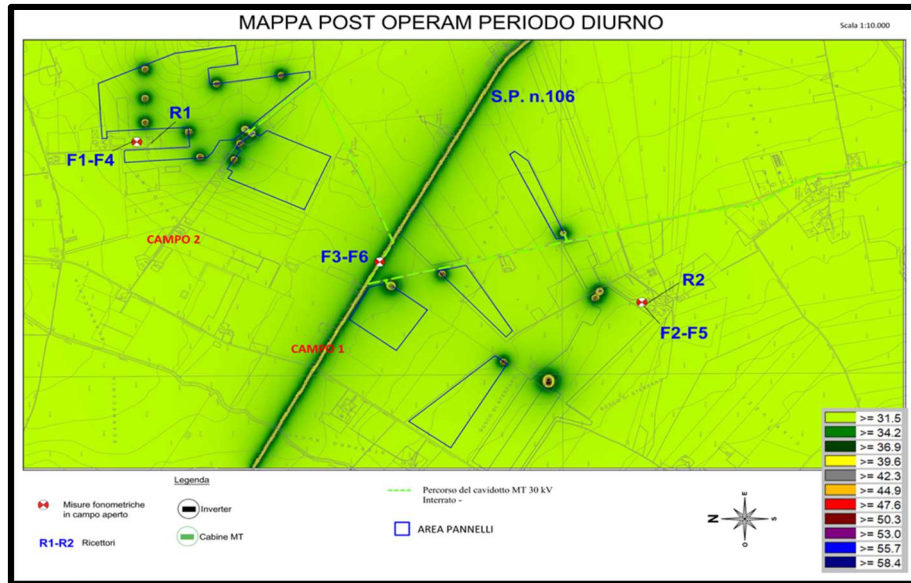 MAPPA POST OPERAM PERIODO DIURNO
Scala 1:10.000
S.P. n.106
R1
F1-F4
CAMPO 2
F3-F6
R2
F2-F5
CAMPO 1
>= 31.5
>= 34.2
>= 36.9
>= 39.6
>= 42.3
>= 44.9
>= 47.6
>= 50.3
>= 53.0
>= 55.7
>= 58.4
Legenda
Misure fonometriche
in campo aperto
Inverter
Percorso del cavidotto MT 30 kV
Interrato -
R1-R2 Ricettori
Cabine MT
AREA PANNELLI
E
N
S
O